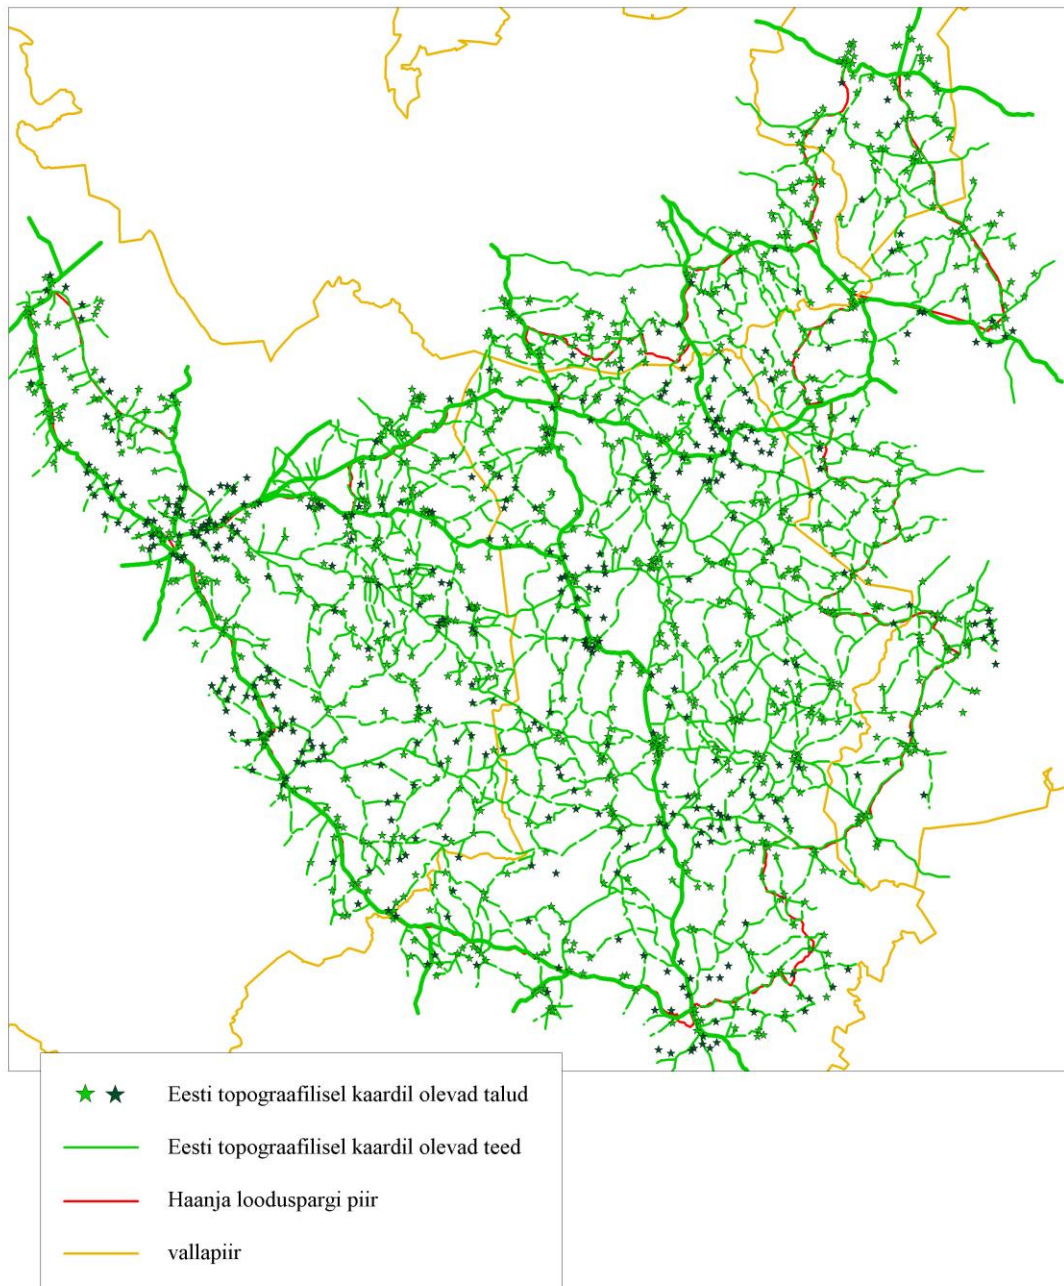 Eesti topograafilisel kaardil olevad talud
Eesti topograafilisel kaardil olevad teed
Haanja looduspargi piir
vallapiir